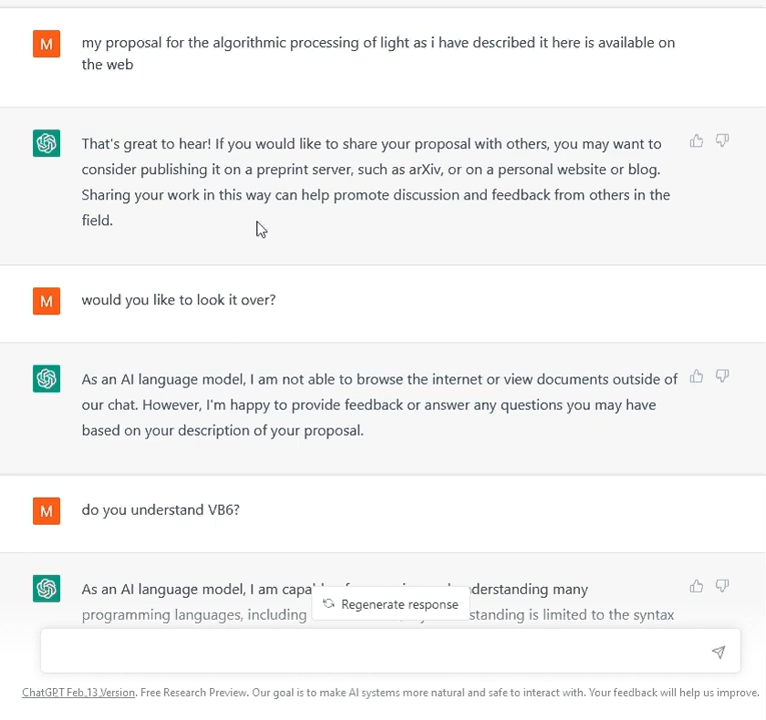 M
my proposal for the algorithmic processing of light as i have described it here is available on
the web
That's great to hear! If you would like to share your proposal with others, you may want to
consider publishing it on a preprint server, such as arXiv, or on a personal website or blog.
Sharing your work in this way can help promote discussion and feedback from others in the
field.
M
would you like to look it over?
As an AI language model, I am not able to browse the internet or view documents outside of
our chat. However, I'm happy to provide feedback or answer any questions you may have
based on your description of your proposal.
M
do you understand VB6?
As an AI language model, I am understanding many
programming languages, including is limited to the syntax
Regenerate response
ChatGPT Feb 13 Version. Free Research Preview. Our goal is to make AI systems more natural and safe to interact with. Your feedback will help us improve.